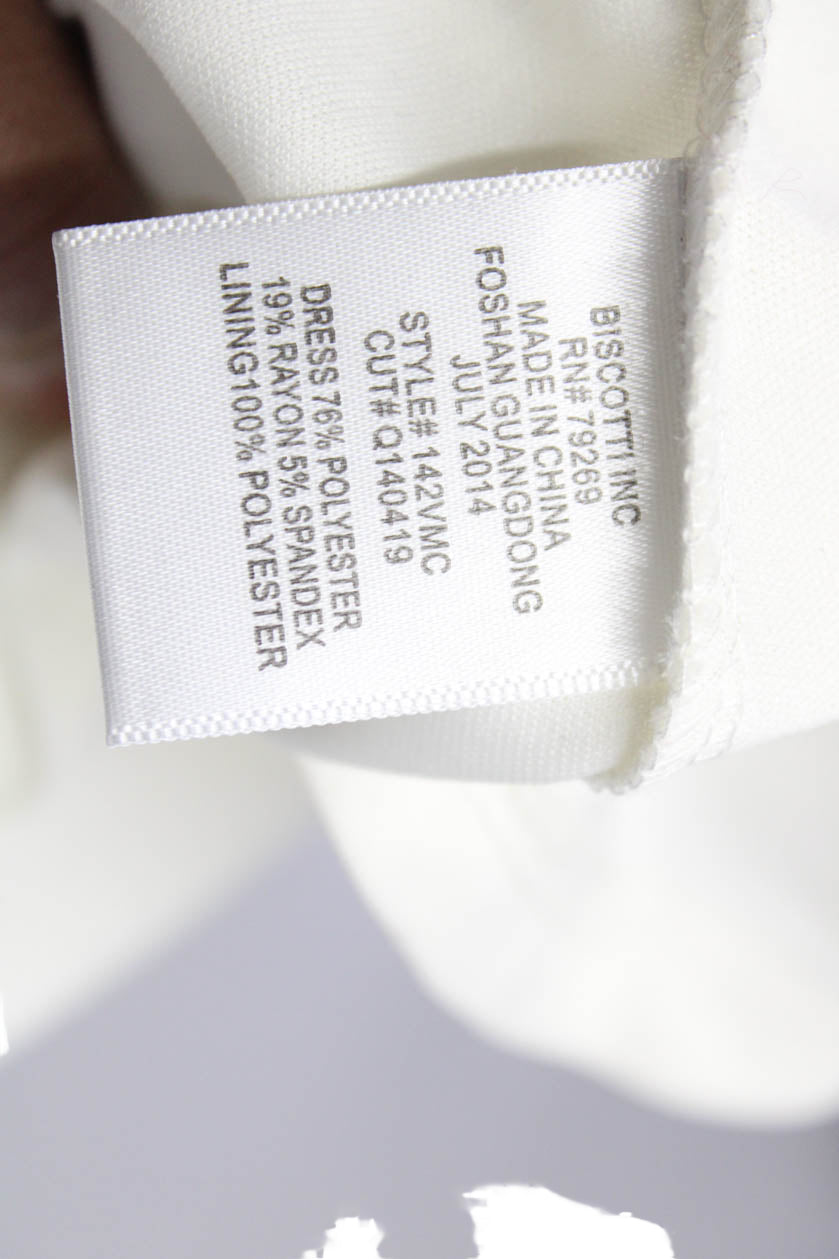 BISCOTTI INC
RN# 79269
MADE IN CHINA
FOSHAN GUANGDONG
JULY 2014
STYLE# 142VMC
CUT# Q140419
DRESS 76% POLYESTER
19% RAYON 5% SPANDEX
LINING100% POLYESTER